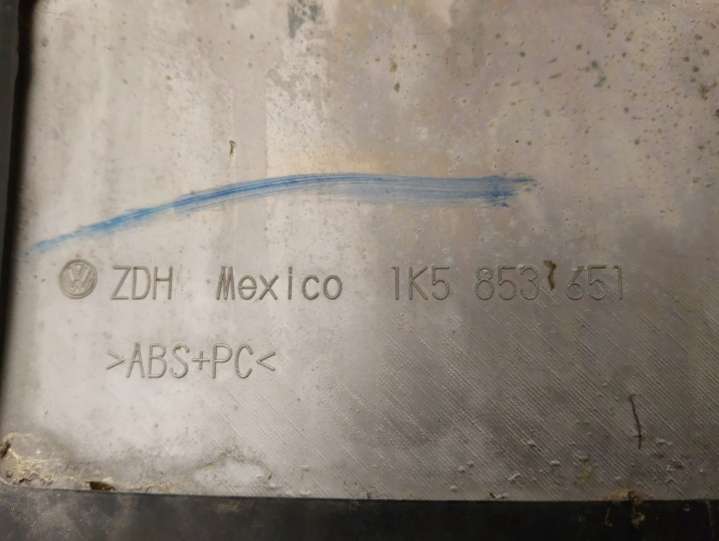 ZDH Mexico 1K5 853 651
>ABS+PC<